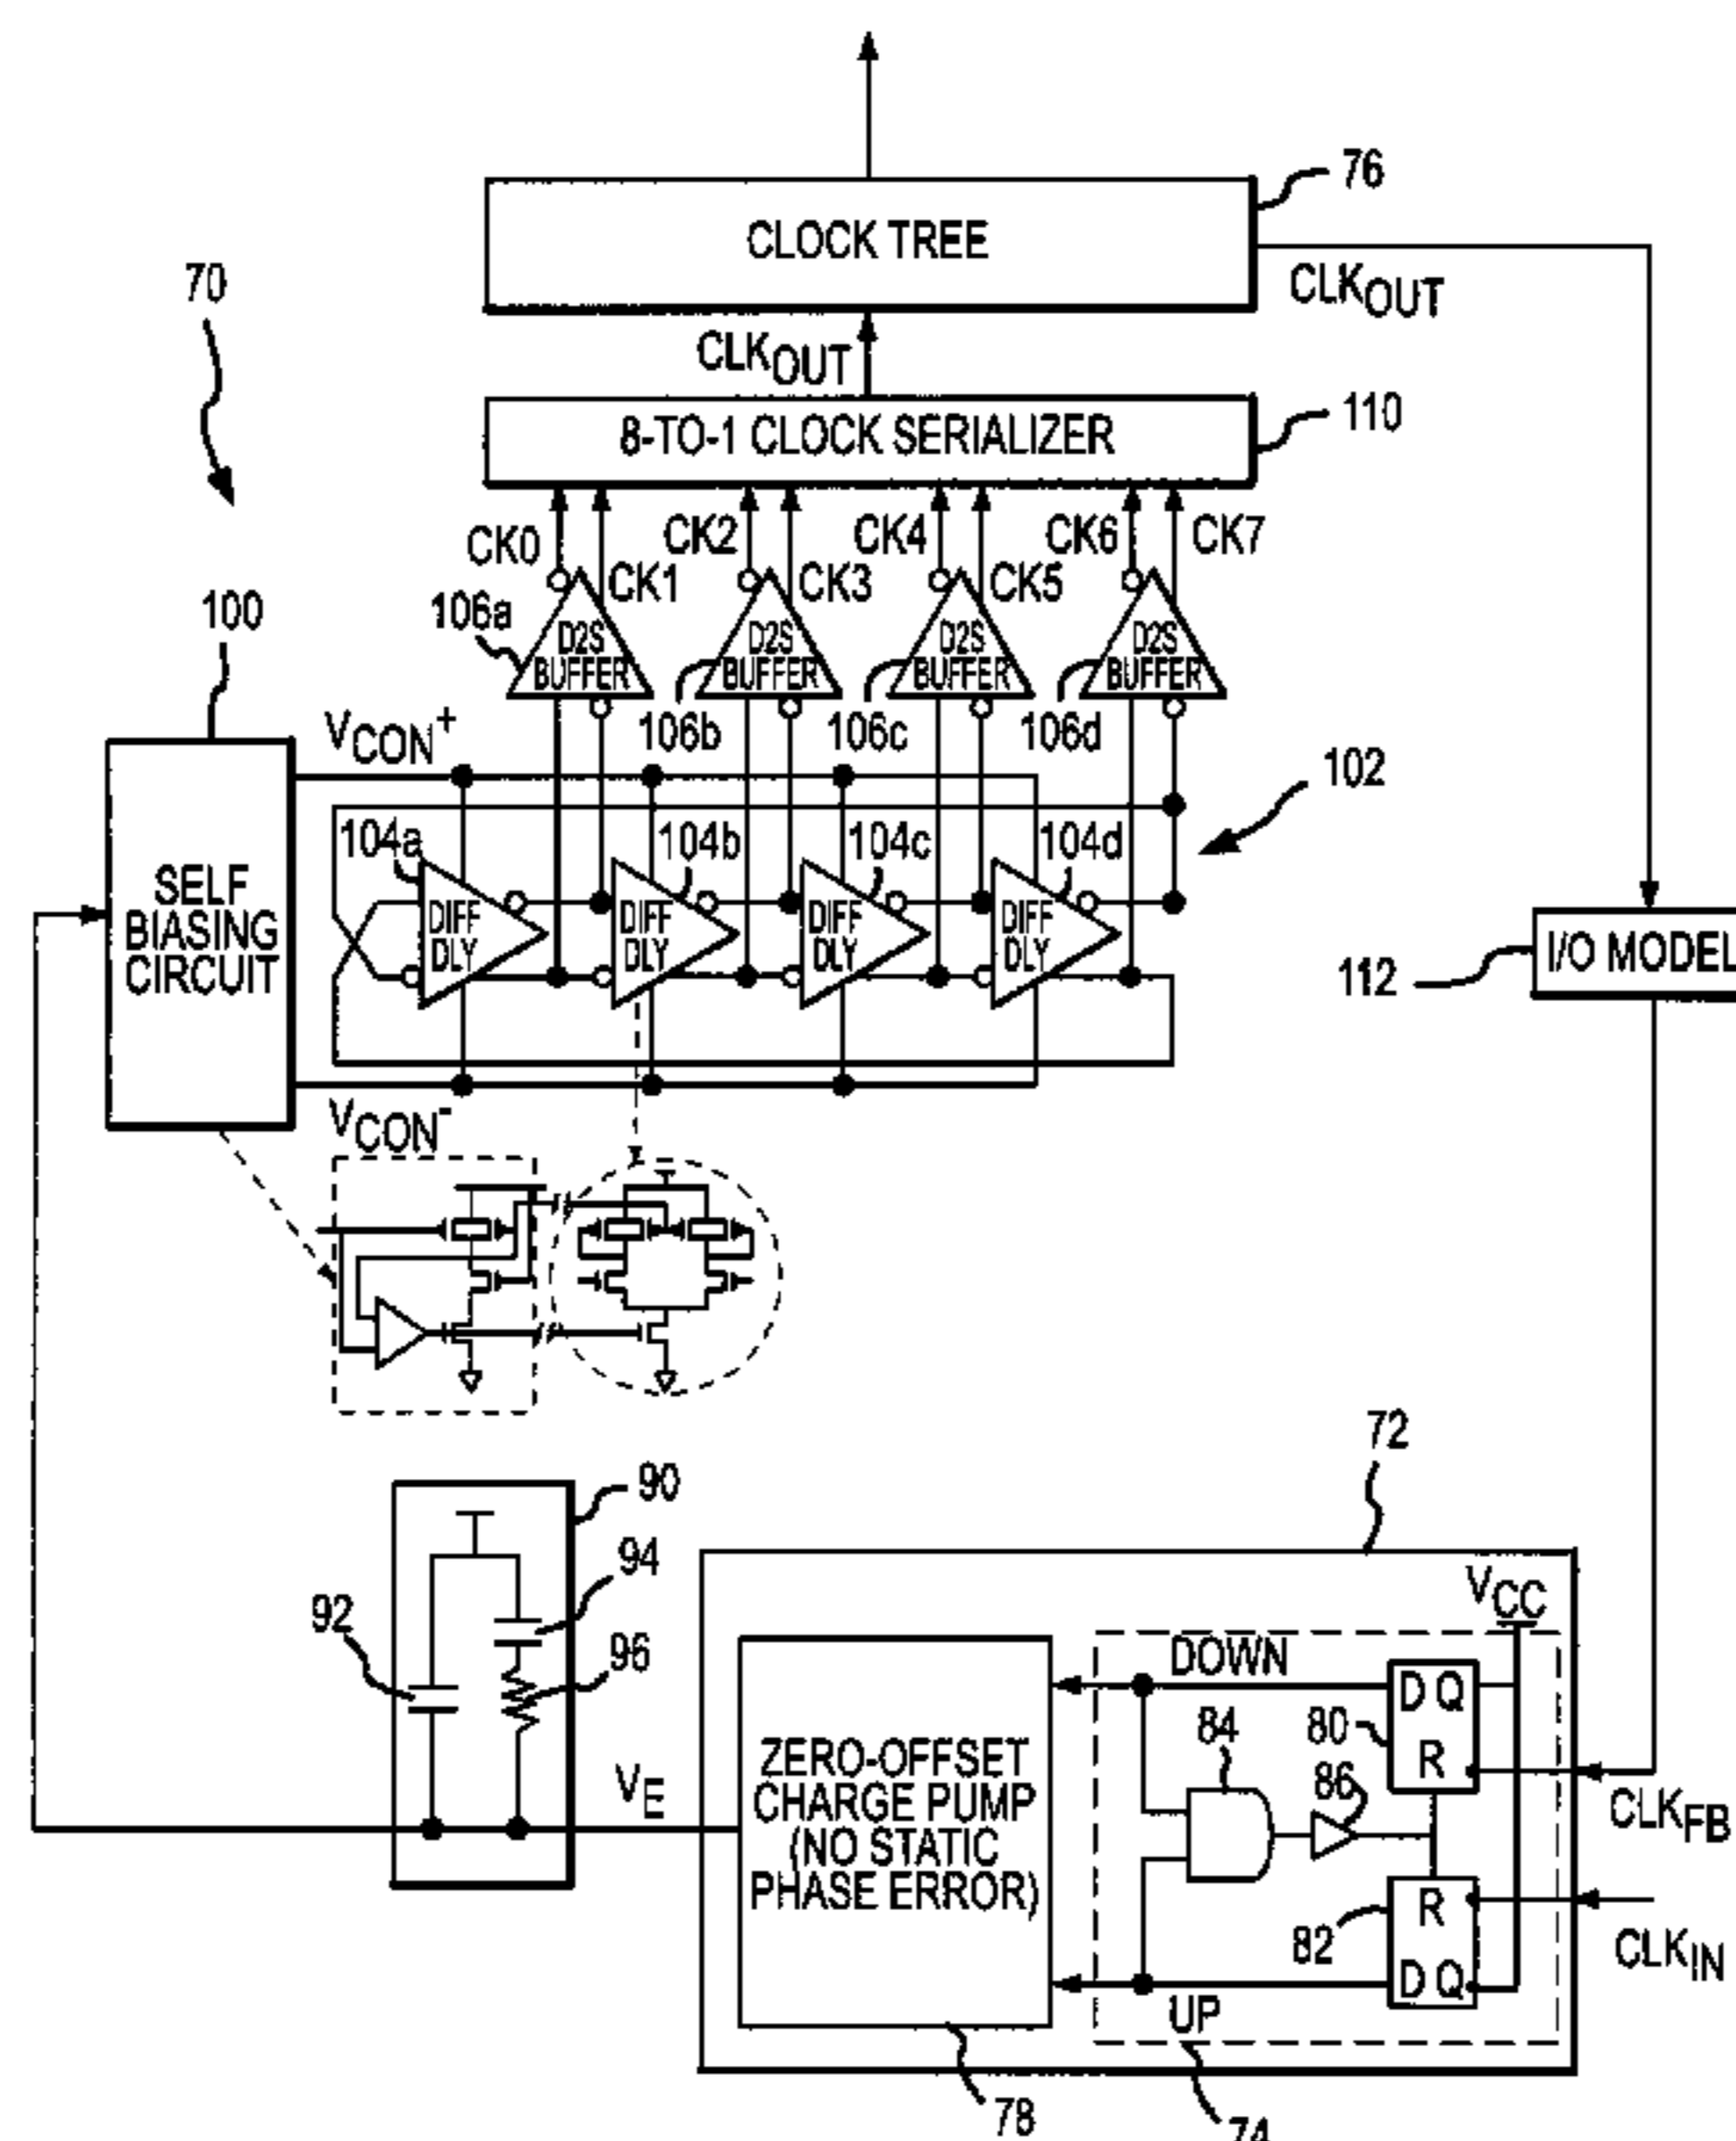 76
CLOCK TREE
70
CLKOUT
CLKOUT
110
8-TO-1 CLOCK SERIALIZER
CK0
CK1
CK2
CK3
CK4
CK5
CK6
CK7
100
106a
D2S
BUFFER
D2S
BUFFER
D2S
BUFFER
D2S
BUFFER
106b
106c
106d
VCON+
102
104a
104b
104c
104d
SELF
BIASING
CIRCUIT
DIFF
DLY
DIFF
DLY
DIFF
DLY
DIFF
DLY
I/O MODEL
112
VCON-
72
90
94
92
96
VCC
DOWN
D Q
80
R
84
86
ZERO-OFFSET
CHARGE PUMP
(NO STATIC
PHASE ERROR)
VE
CLKFB
R
82
D Q
CLKIN
UP
78
74